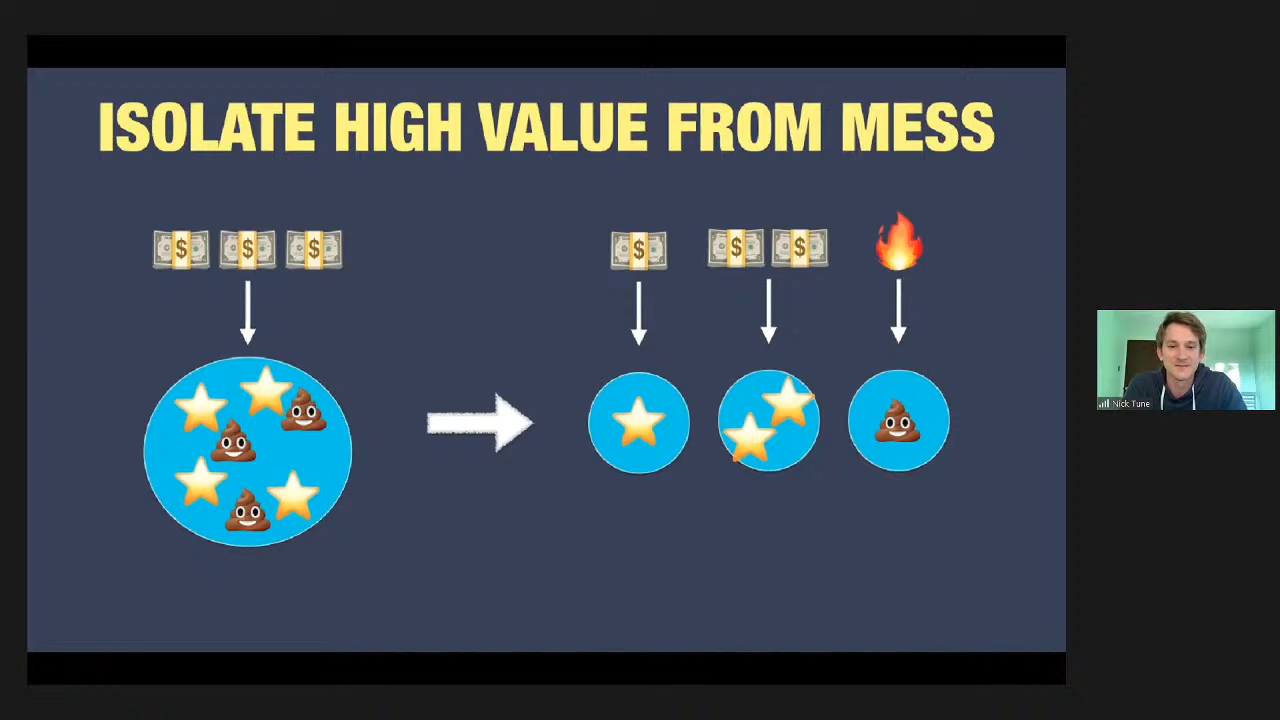 ISOLATE HIGH VALUE FROM MESS
$ $ $ $ $ $
Nick Tune